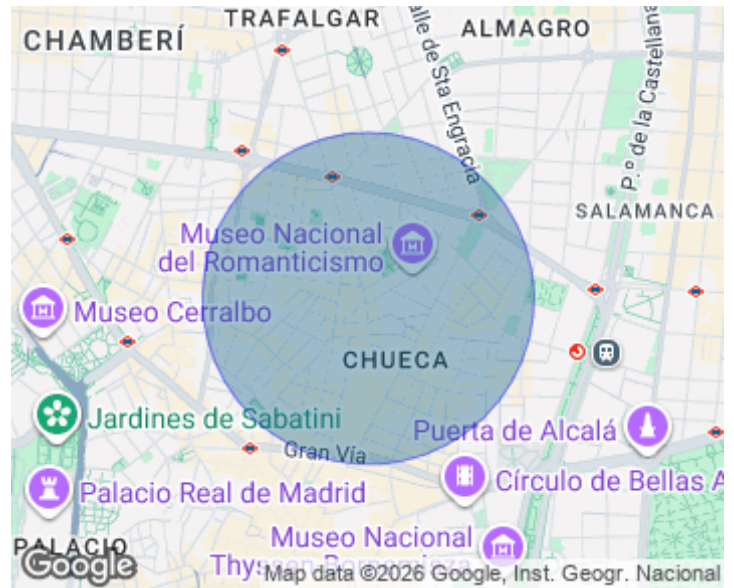 TRAFALGAR
CHAMBERÍ
ALMAGRO
alle de Sta Engracia
P.º de la Castellana
SALAMANCA
Museo Nacional
del Romanticismo
Museo Cerralbo
CHUECA
Jardines de Sabatini
Puerta de Alcalá
Gran Vía
Círculo de Bellas A
Palacio Real de Madrid
Museo Nacional
PALACIO
Google
Map data ©2026 Google, Inst. Geogr. Nacional